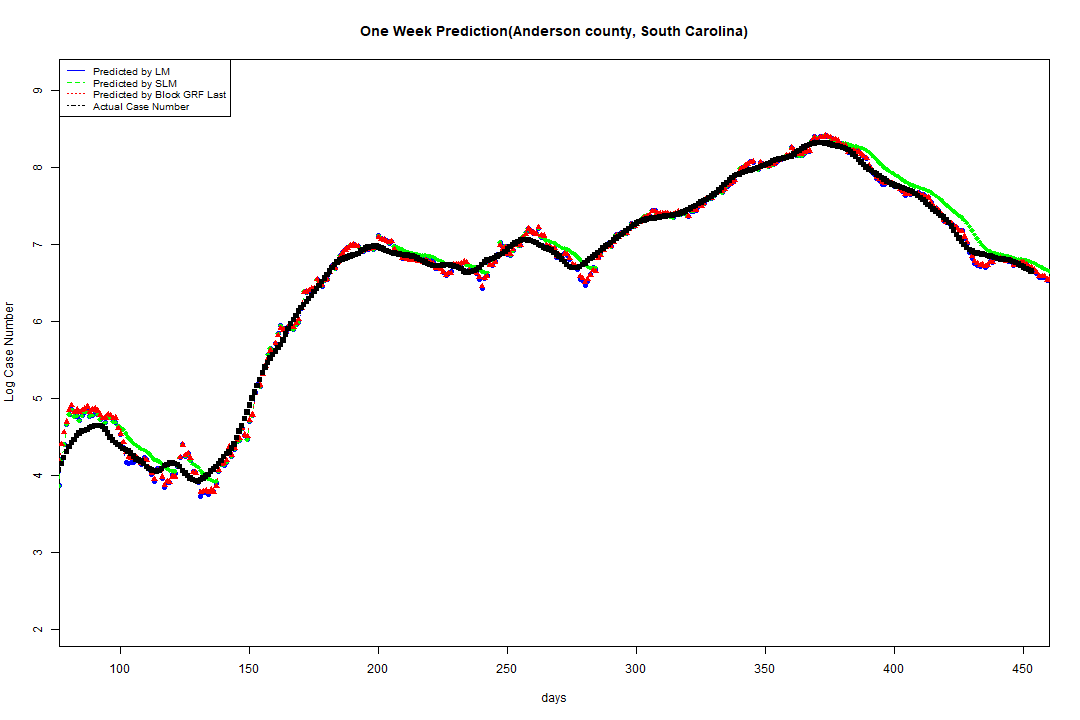 One Week Prediction(Anderson county, South Carolina)
Predicted by LM
Predicted by SLM
Predicted by Block GRF Last
Actual Case Number
9
8
7
6
5
4
3
2
Log Case Number
100 150 200 250 300 350 400 450
days